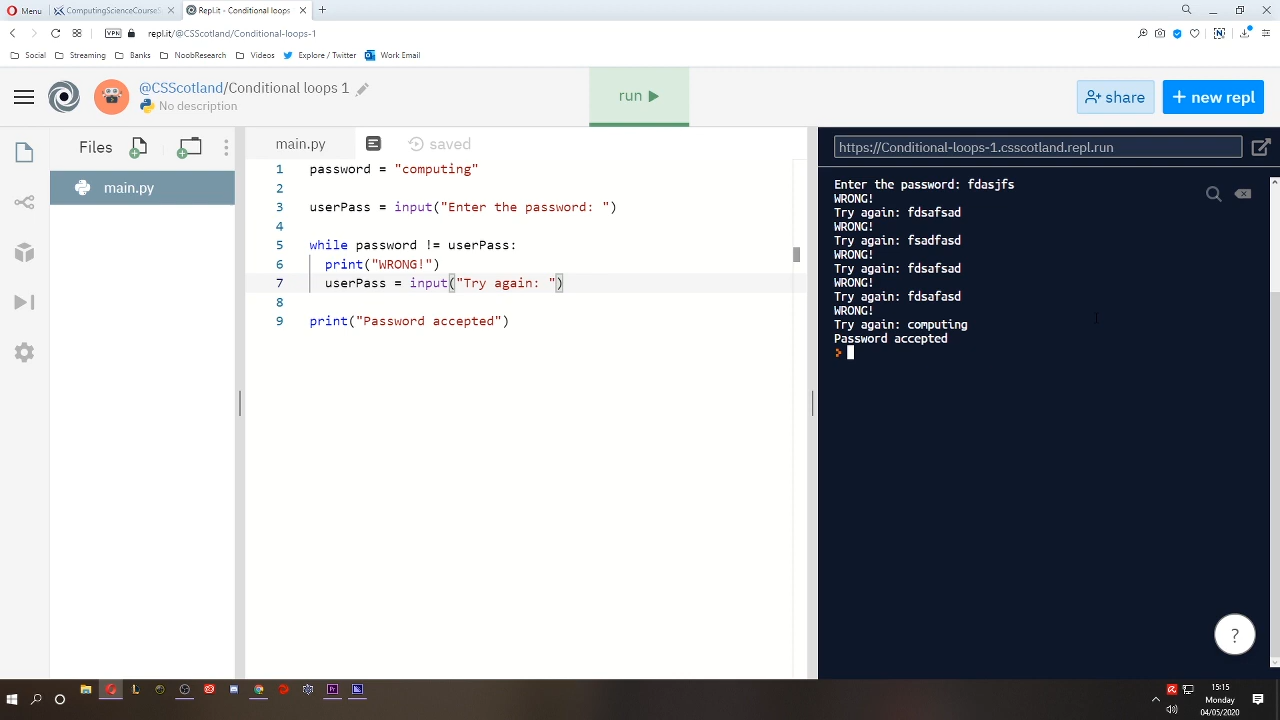 Menu
ComputingScienceCourseS
Repl.it - Conditional loops 1
VPN
repl.it/@CSScotland/Conditional-loops-1
Social
Streaming
Banks
NoobResearch
Videos
Explore / Twitter
Work Email
@CSScotland/Conditional loops 1
No description
run
share
+ new repl
Files
main.py
main.py
saved
https://Conditional-loops-1.csscotland.repl.run
1 password = "computing"
2
3 userPass = input("Enter the password: ")
4
5 while password != userPass:
6 print("WRONG!")
7 userPass = input("Try again: ")
8
9 print("Password accepted")
Enter the password: fdasjfs
WRONG!
Try again: fdsafsad
WRONG!
Try again: fsadfasd
WRONG!
Try again: fdsafsad
WRONG!
Try again: fdsafasd
WRONG!
Try again: computing
Password accepted
>
?
15:15
Monday
04/05/2020